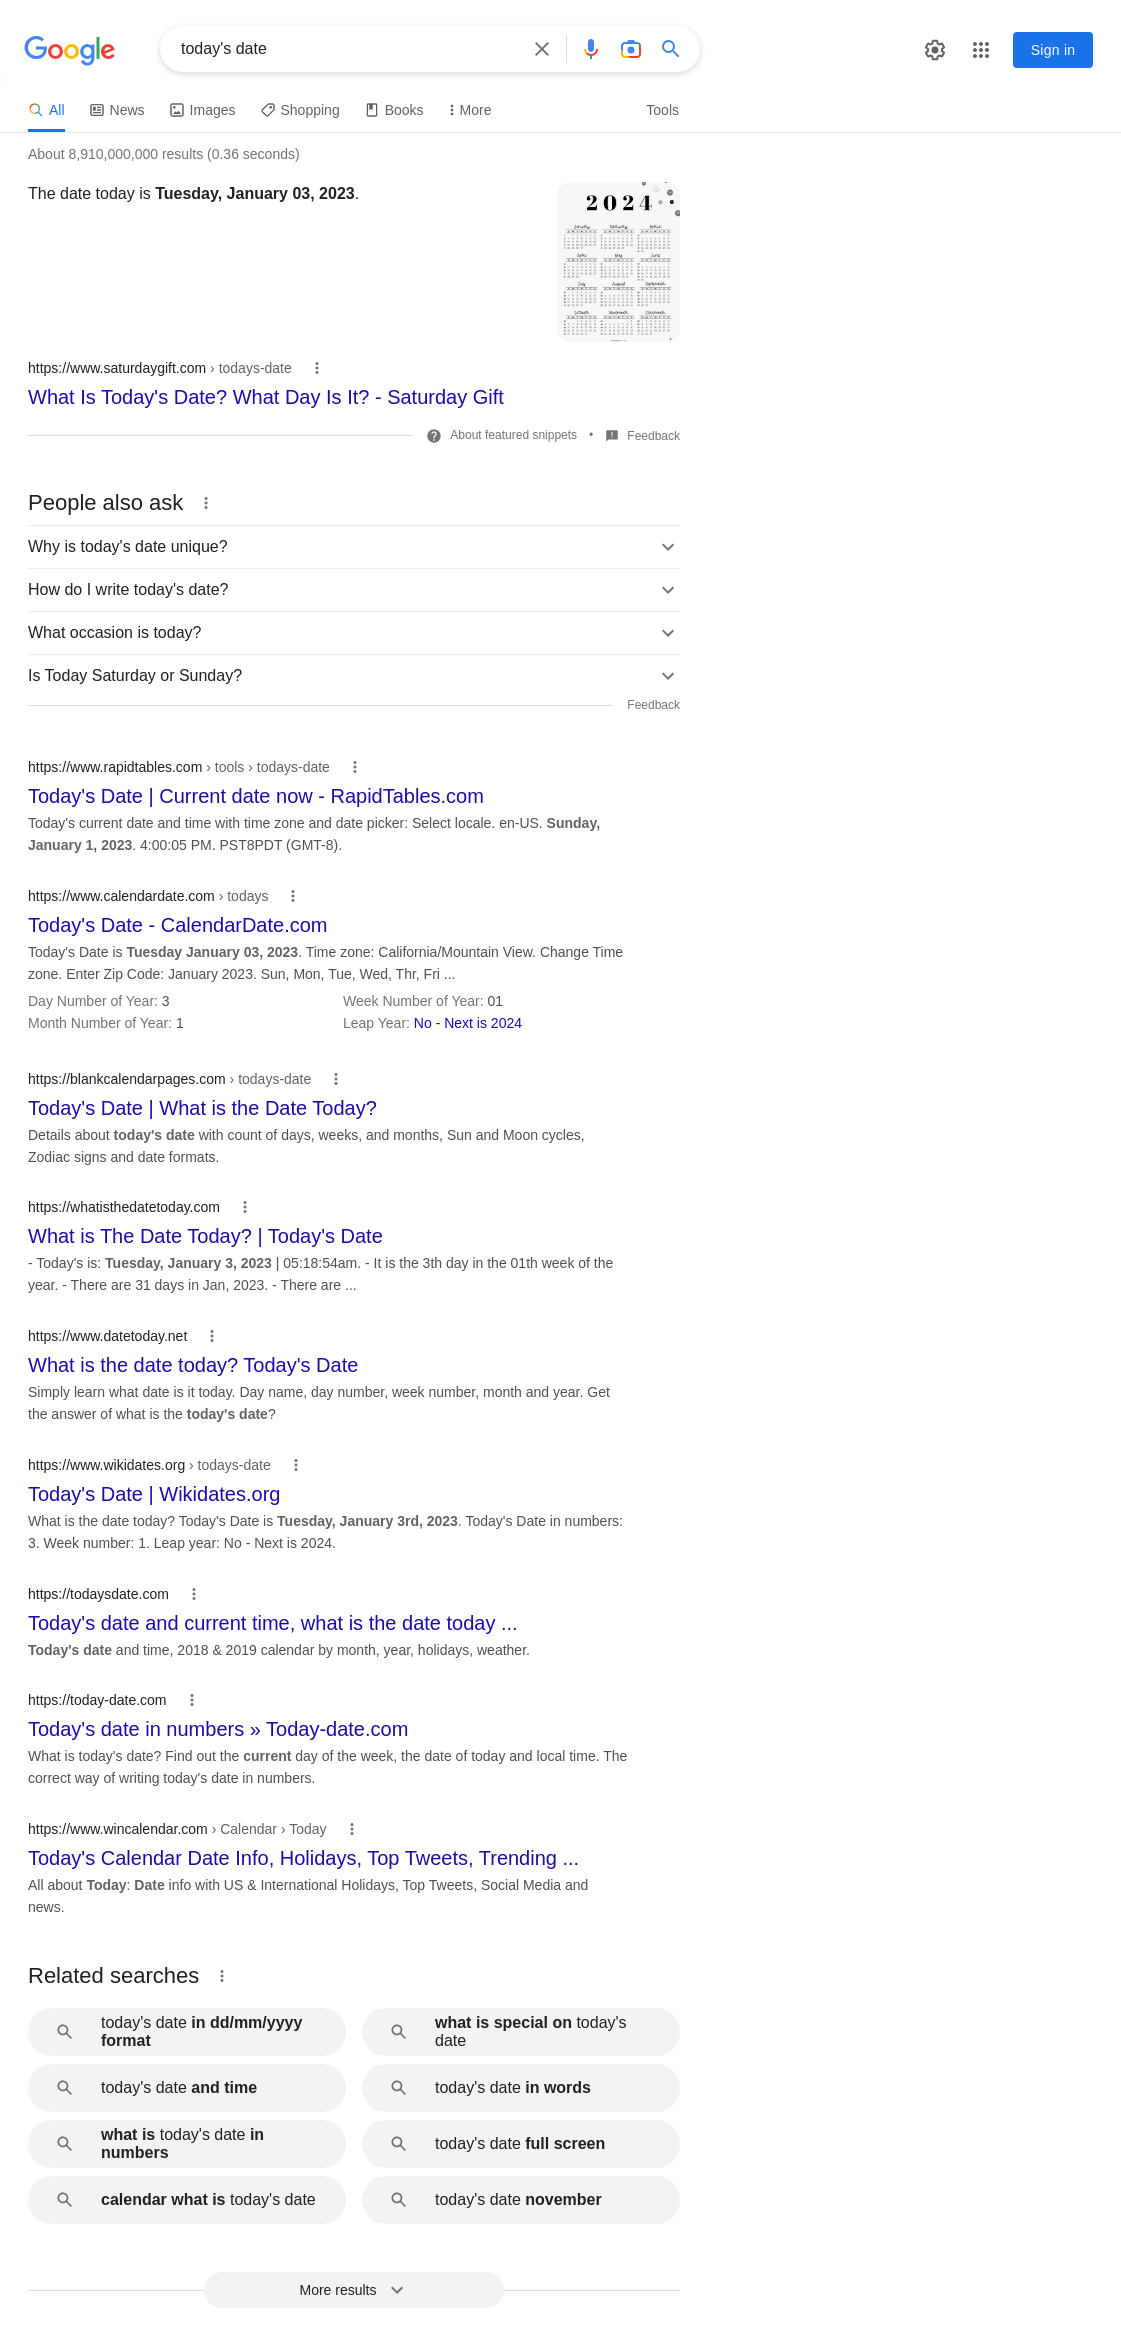 Google
today's date
Sign in
All
News
Images
Shopping
Books
More
Tools
About 8,910,000,000 results (0.36 seconds)
The date today is Tuesday, January 03, 2023.
2024
https://www.saturdaygift.com › todays-date
What Is Today's Date? What Day Is It? - Saturday Gift
About featured snippets
•
Feedback
People also ask
Why is today's date unique?
How do I write today's date?
What occasion is today?
Is Today Saturday or Sunday?
Feedback
https://www.rapidtables.com › tools › todays-date
Today's Date | Current date now - RapidTables.com
Today's current date and time with time zone and date picker: Select locale. en-US. Sunday,
January 1, 2023. 4:00:05 PM. PST8PDT (GMT-8).
https://www.calendardate.com › todays
Today's Date - CalendarDate.com
Today's Date is Tuesday January 03, 2023. Time zone: California/Mountain View. Change Time
zone. Enter Zip Code: January 2023. Sun, Mon, Tue, Wed, Thr, Fri ...
Day Number of Year: 3
Week Number of Year: 01
Month Number of Year: 1
Leap Year: No - Next is 2024
https://blankcalendarpages.com › todays-date
Today's Date | What is the Date Today?
Details about today's date with count of days, weeks, and months, Sun and Moon cycles,
Zodiac signs and date formats.
https://whatisthedatetoday.com
What is The Date Today? | Today's Date
- Today's is: Tuesday, January 3, 2023 | 05:18:54am. - It is the 3th day in the 01th week of the
year. - There are 31 days in Jan, 2023. - There are ...
https://www.datetoday.net
What is the date today? Today's Date
Simply learn what date is it today. Day name, day number, week number, month and year. Get
the answer of what is the today's date?
https://www.wikidates.org › todays-date
Today's Date | Wikidates.org
What is the date today? Today's Date is Tuesday, January 3rd, 2023. Today's Date in numbers:
3. Week number: 1. Leap year: No - Next is 2024.
https://todaysdate.com
Today's date and current time, what is the date today ...
Today's date and time, 2018 & 2019 calendar by month, year, holidays, weather.
https://today-date.com
Today's date in numbers » Today-date.com
What is today's date? Find out the current day of the week, the date of today and local time. The
correct way of writing today's date in numbers.
https://www.wincalendar.com › Calendar › Today
Today's Calendar Date Info, Holidays, Top Tweets, Trending ...
All about Today: Date info with US & International Holidays, Top Tweets, Social Media and
news.
Related searches
today's date in dd/mm/yyyy
format
what is special on today's
date
today's date and time
today's date in words
what is today's date in
numbers
today's date full screen
calendar what is today's date
today's date november
More results